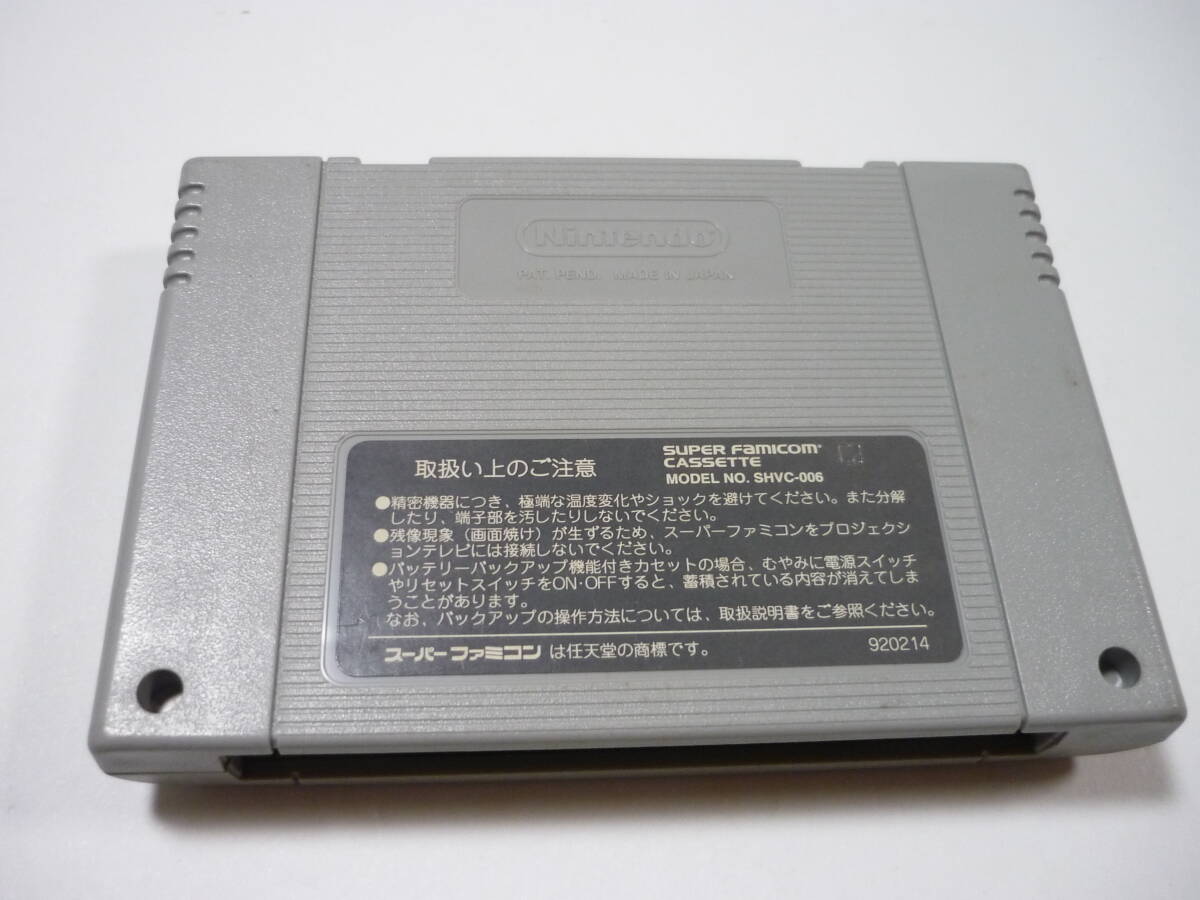 Nintendo
PAT. PEND. MADE IN JAPAN
取扱い上のご注意
SUPER FAMICOM
CASSETTE
MODEL NO. SHVC-006
●精密機器につき、極端な温度変化やショックを避けてください。また分解
したり、端子部を汚したりしないでください。
●残像現象（画面焼け）が生ずるため、スーパーファミコンをプロジェクシ
ョンテレビには接続しないでください。
●バッテリーバックアップ機能付きカセットの場合、むやみに電源スイッチ
やリセットスイッチをON・OFFすると、蓄積されている内容が消えてしま
うことがあります。
なお、バックアップの操作方法については、取扱説明書をご参照ください。
スーパーファミコン は任天堂の商標です。
920214